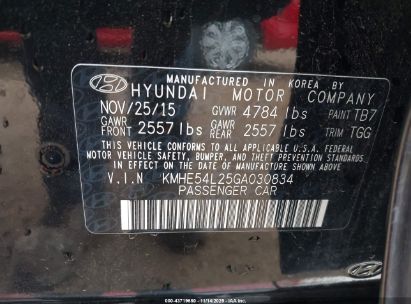 MANUFACTURED IN KOREA BY
HYUNDAI MOTOR COMPANY
NOV/25/15 GVWR 4784 lbs PAINT TB7
GAWR FRONT 2557 lbs GAWR REAR 2557 lbs TRIM TGG
THIS VEHICLE CONFORMS TO ALL APPLICABLE FEDERAL
MOTOR VEHICLE SAFETY, BUMPER, AND THEFT PREVENTION
STANDARDS IN EFFECT ON THE DATE OF MANUFACTURE SHOWN ABOVE.
V.I.N KMHE54L25GA030834
PASSENGER CAR